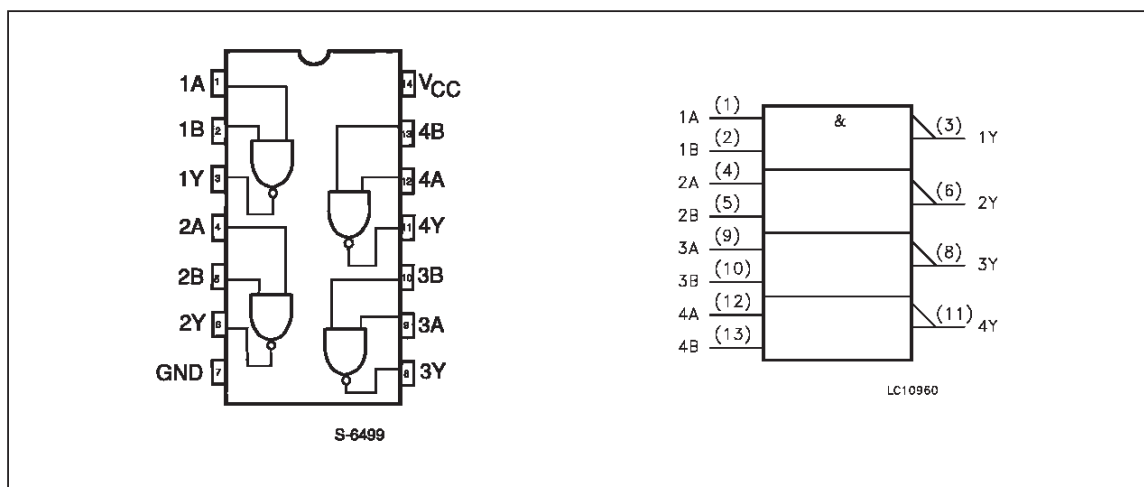 1A 1
1B 2
1Y 3
2A 4
2B 5
2Y 6
GND 7
14 VCC
13 4B
12 4A
11 4Y
10 3B
9 3A
8 3Y
S-6499
&
1A (1)
1B (2)
2A (4)
2B (5)
3A (9)
3B (10)
4A (12)
4B (13)
(3) 1Y
(6) 2Y
(8) 3Y
(11) 4Y
LC10960